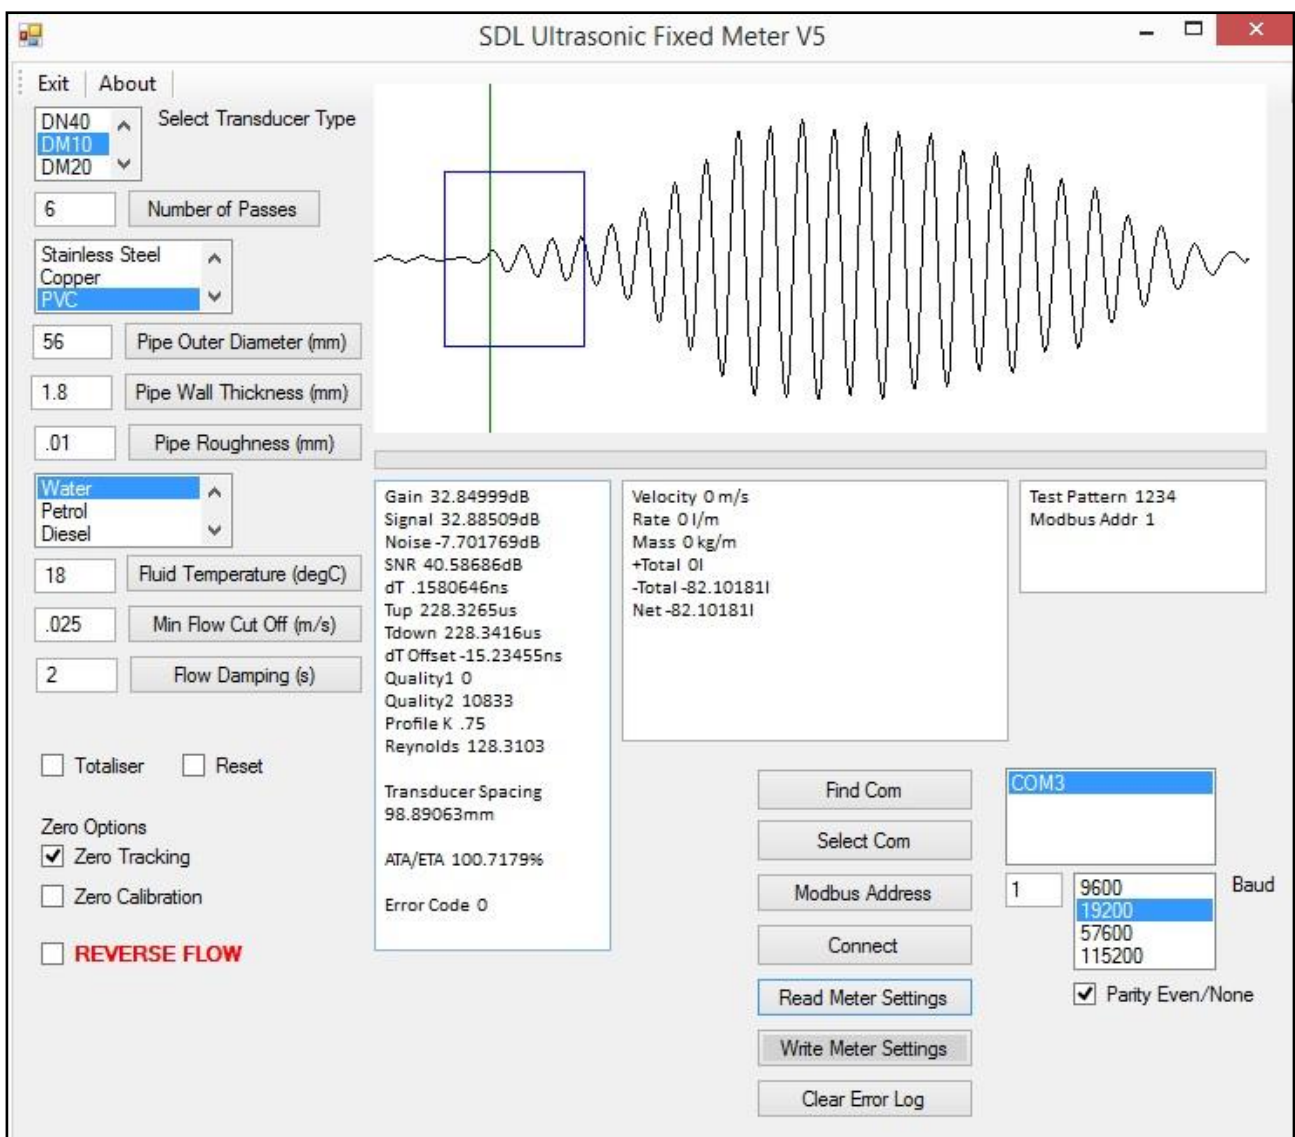 SDL Ultrasonic Fixed Meter V5
Exit
About
DN40
DM10
DM20
Select Transducer Type
6
Number of Passes
Stainless Steel
Copper
PVC
56
Pipe Outer Diameter (mm)
1.8
Pipe Wall Thickness (mm)
.01
Pipe Roughness (mm)
Water
Petrol
Diesel
18
Fluid Temperature (degC)
.025
Min Flow Cut Off (m/s)
2
Flow Damping (s)
Totaliser
Reset
Zero Options
Zero Tracking
Zero Calibration
REVERSE FLOW
Gain 32.84999dB
Signal 32.88509dB
Noise -7.701769dB
SNR 40.58686dB
dT .1580646ns
Tup 228.3265us
Tdown 228.3416us
dT Offset -15.23455ns
Quality1 0
Quality2 10833
Profile K .75
Reynolds 128.3103
Transducer Spacing
98.89063mm
ATA/ETA 100.7179%
Error Code 0
Velocity 0 m/s
Rate 0 l/m
Mass 0 kg/m
+Total 0l
-Total -82.10181l
Net -82.10181l
Test Pattern 1234
Modbus Addr 1
Find Com
COM3
Select Com
Modbus Address
1
9600
19200
57600
115200
Baud
Connect
Read Meter Settings
Parity Even/None
Write Meter Settings
Clear Error Log